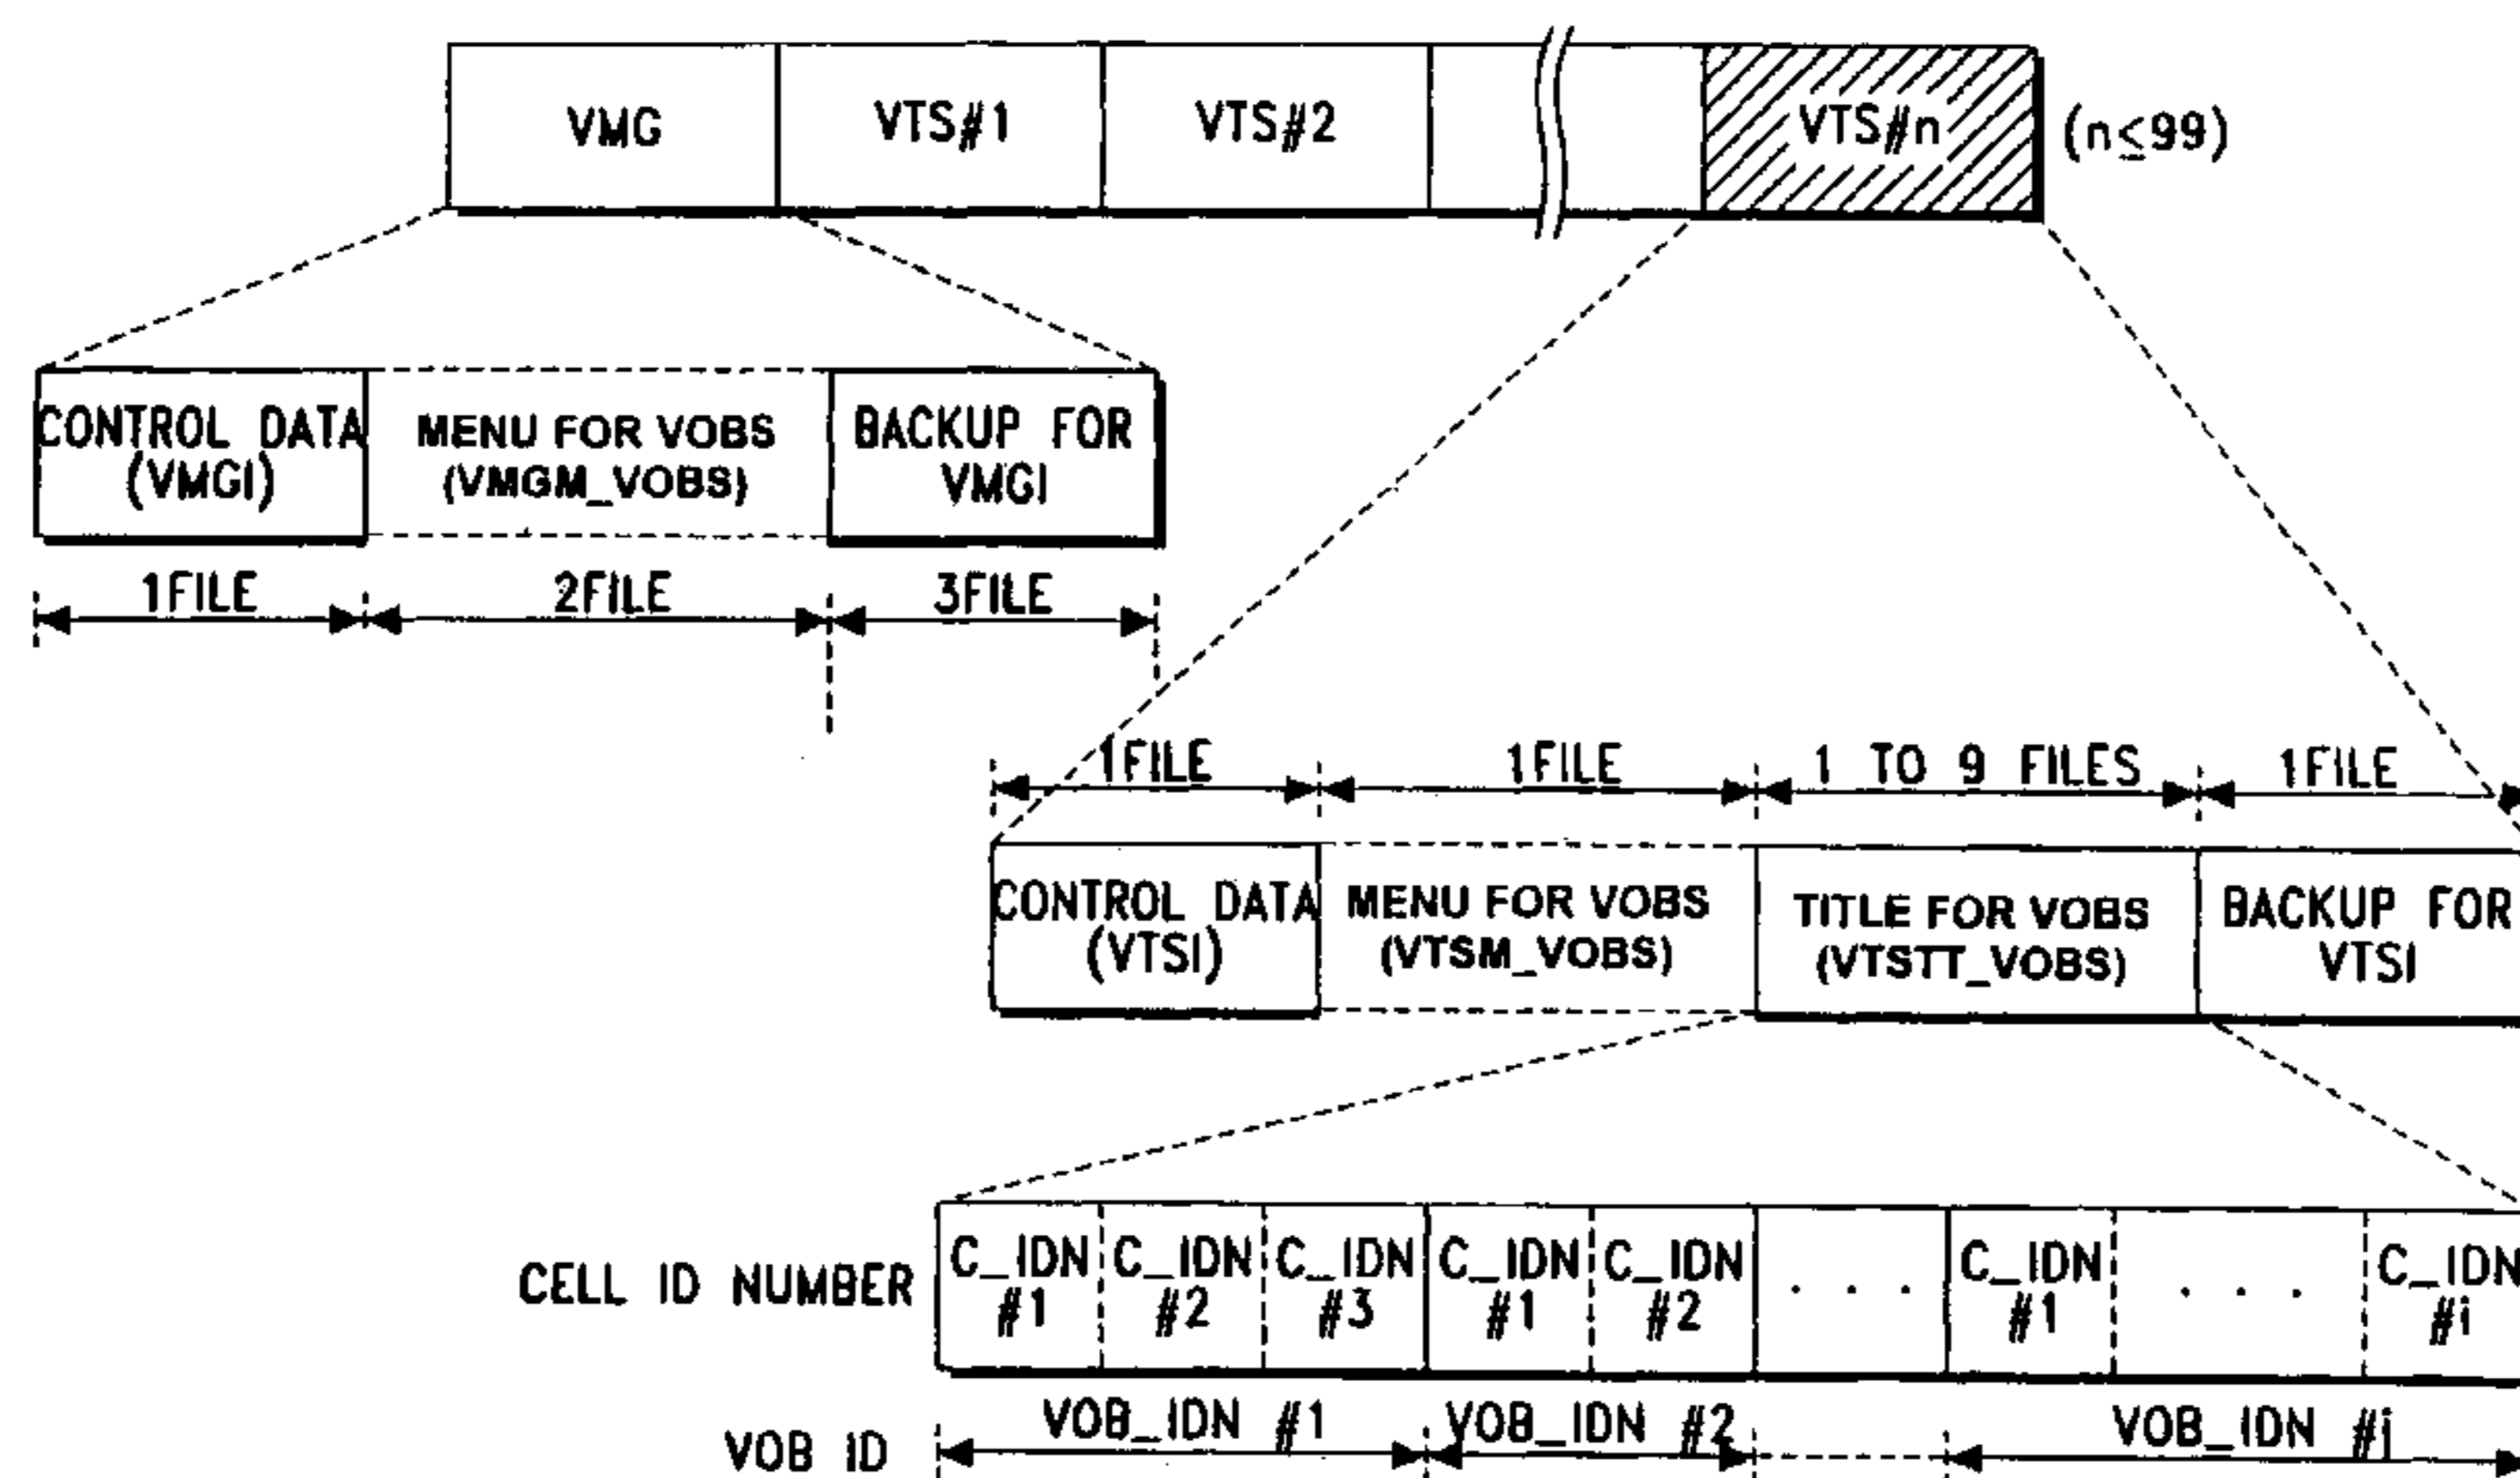 VMG VTS#1 VTS#2 VTS#n (n≤99)
CONTROL DATA MENU FOR VOBS BACKUP FOR
(VMGI) (VMGM_VOBS) VMGI
1FILE 2FILE 3FILE
1FILE 1FILE 1 TO 9 FILES 1FILE
CONTROL DATA MENU FOR VOBS TITLE FOR VOBS BACKUP FOR
(VTSI) (VTSM_VOBS) (VTSTT_VOBS) VTSI
CELL ID NUMBER C_IDN C_IDN C_IDN C_IDN C_IDN . . . C_IDN . . . C_IDN
#1 #2 #3 #1 #2 #1 #i
VOB ID VOB_IDN #1 VOB_IDN #2 VOB_IDN #j